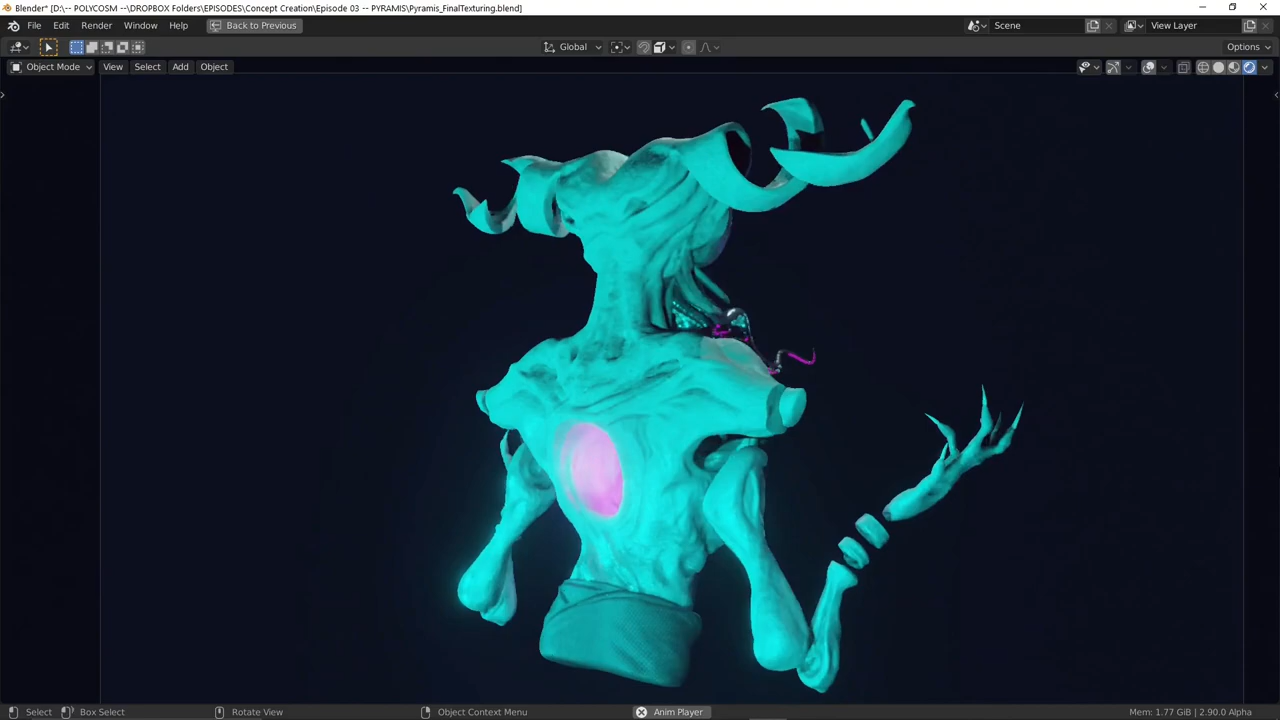 Blender* [D:\-- POLYCOSM --\DROPBOX Folders\EPISODES\Concept Creation\Episode 03 -- PYRAMIS\Pyramis_FinalTexturing.blend]
File Edit Render Window Help Back to Previous Scene View Layer
Global Options
Object Mode View Select Add Object
Select Box Select Rotate View Object Context Menu Anim Player Mem: 1.77 GiB | 2.90.0 Alpha